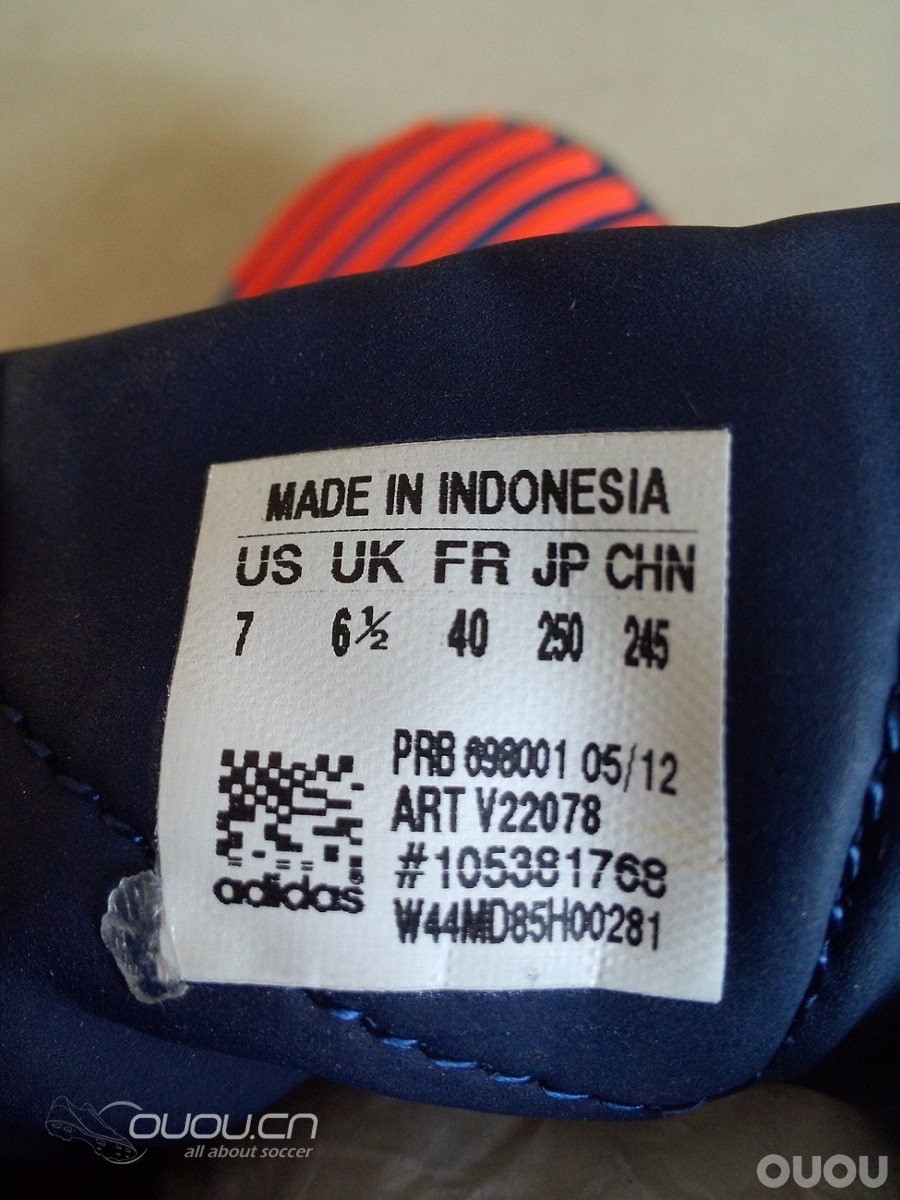 MADE IN INDONESIA
US UK FR JP CHN
7 6½ 40 250 245
PRB 698001 05/12
ART V22078
#105381768
W44MD85H00281
adidas®
OUOU.CN
all about soccer
OUOU